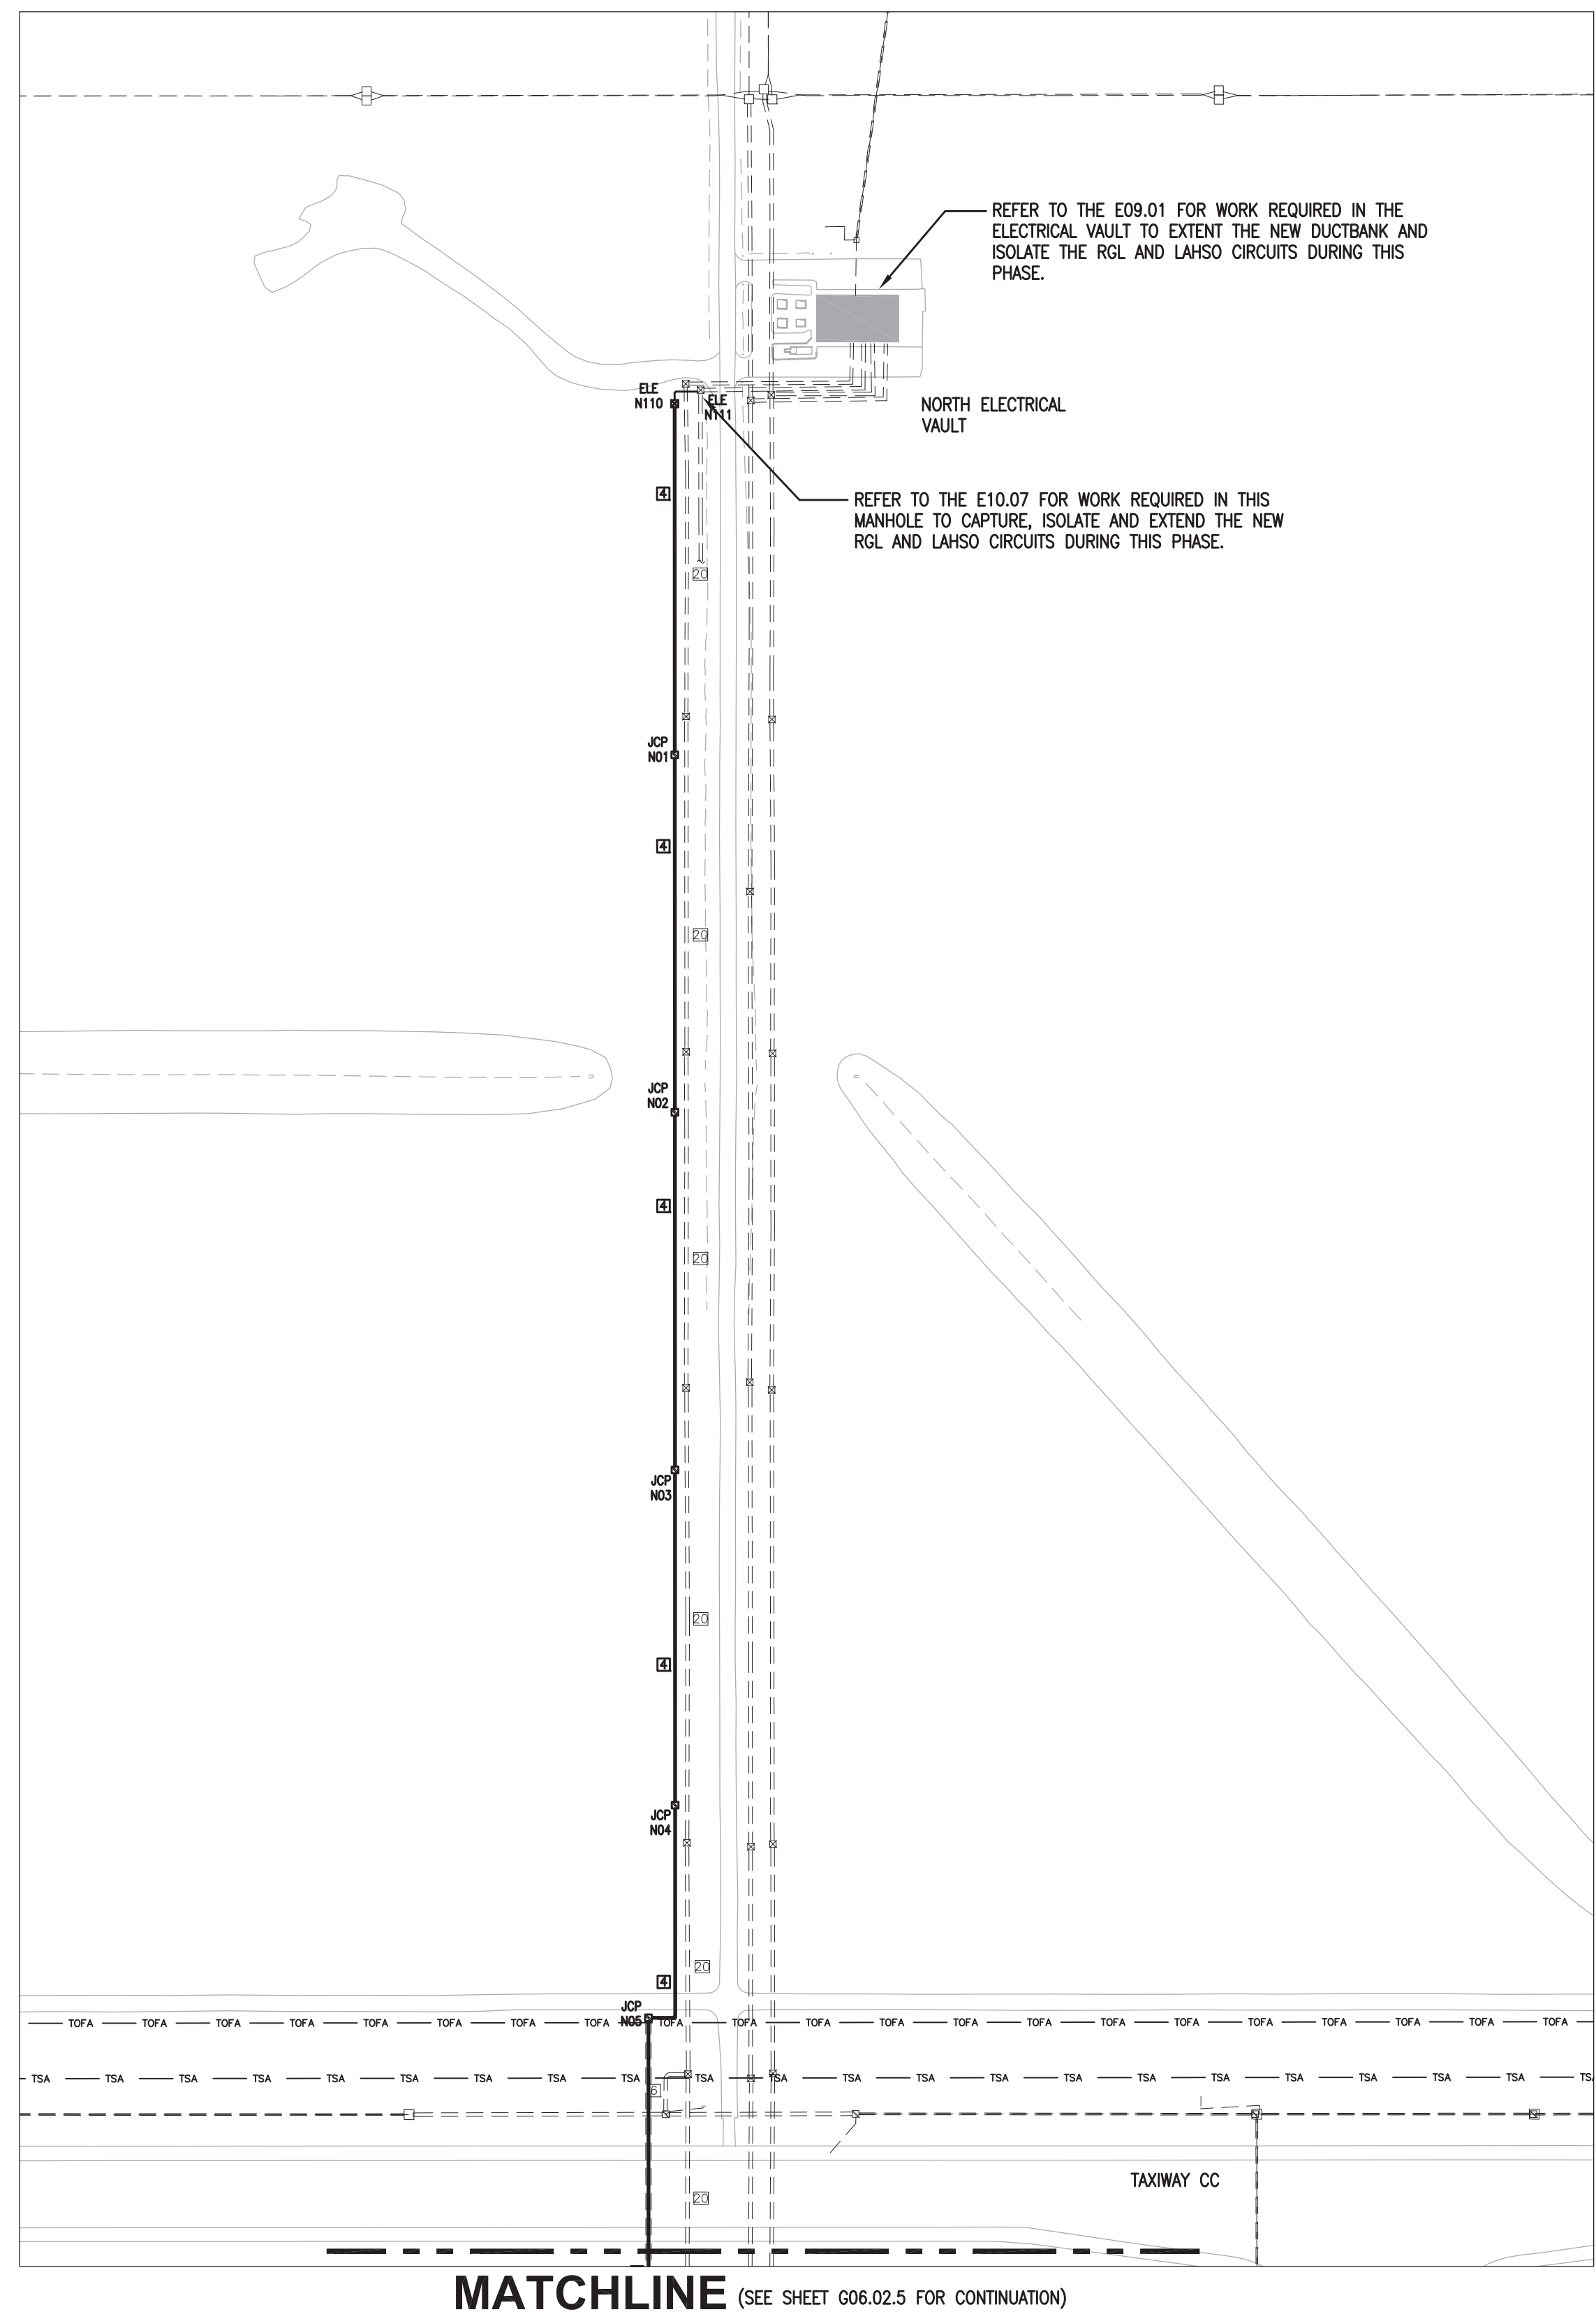 REFER TO THE E09.01 FOR WORK REQUIRED IN THE
ELECTRICAL VAULT TO EXTENT THE NEW DUCTBANK AND
ISOLATE THE RGL AND LAHSO CIRCUITS DURING THIS
PHASE.
ELE
N110
ELE
N111
NORTH ELECTRICAL
VAULT
4
REFER TO THE E10.07 FOR WORK REQUIRED IN THIS
MANHOLE TO CAPTURE, ISOLATE AND EXTEND THE NEW
RGL AND LAHSO CIRCUITS DURING THIS PHASE.
20
JCP
N01
4
20
JCP
N02
4
20
JCP
N03
20
4
JCP
N04
20
4
JCP
N05
TOFA TOFA TOFA TOFA TOFA TOFA TOFA TOFA TOFA TOFA TOFA TOFA TOFA TOFA TOFA TOFA TOFA TOFA TOFA TOFA TOFA
TSA TSA TSA TSA TSA TSA TSA TSA TSA TSA TSA TSA TSA TSA TSA TSA TSA TSA TSA TSA TSA TS
6
TAXIWAY CC
20
MATCHLINE (SEE SHEET G06.02.5 FOR CONTINUATION)